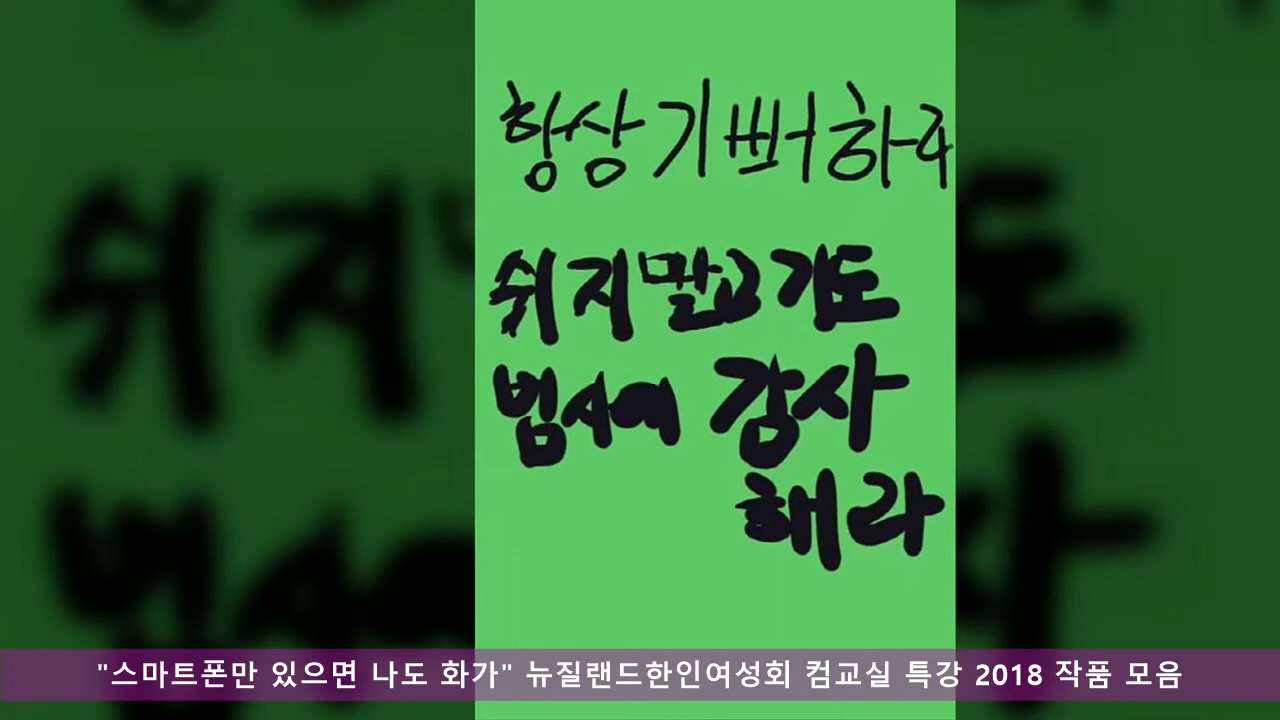 항상 기뻐하라
쉬지말고 기도
범사에 감사
해라
"스마트폰만 있으면 나도 화가" 뉴질랜드한인여성회 컴교실 특강 2018 작품 모음